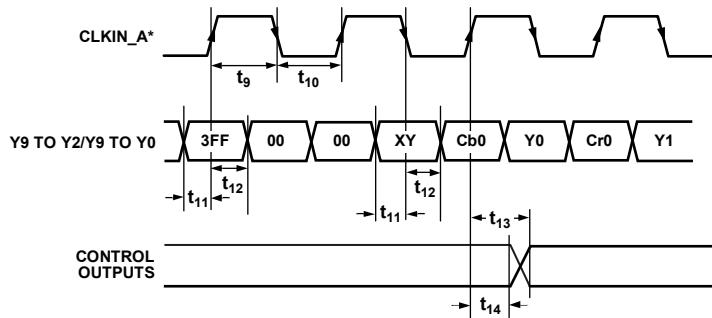 CLKIN_A*
t9 t10
Y9 TO Y2/Y9 TO Y0
3FF 00 00 XY Cb0 Y0 Cr0 Y1
t11 t12 t11 t12
t13
CONTROL
OUTPUTS
t14